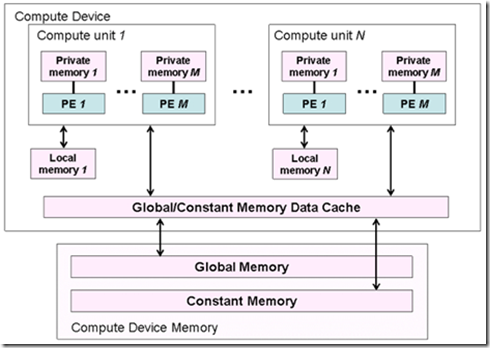 Compute Device
Compute unit 1
Compute unit N
Private
memory 1
Private
memory M
Private
memory 1
Private
memory M
PE 1
PE M
PE 1
PE M
Local
memory 1
Local
memory N
Global/Constant Memory Data Cache
Global Memory
Constant Memory
Compute Device Memory